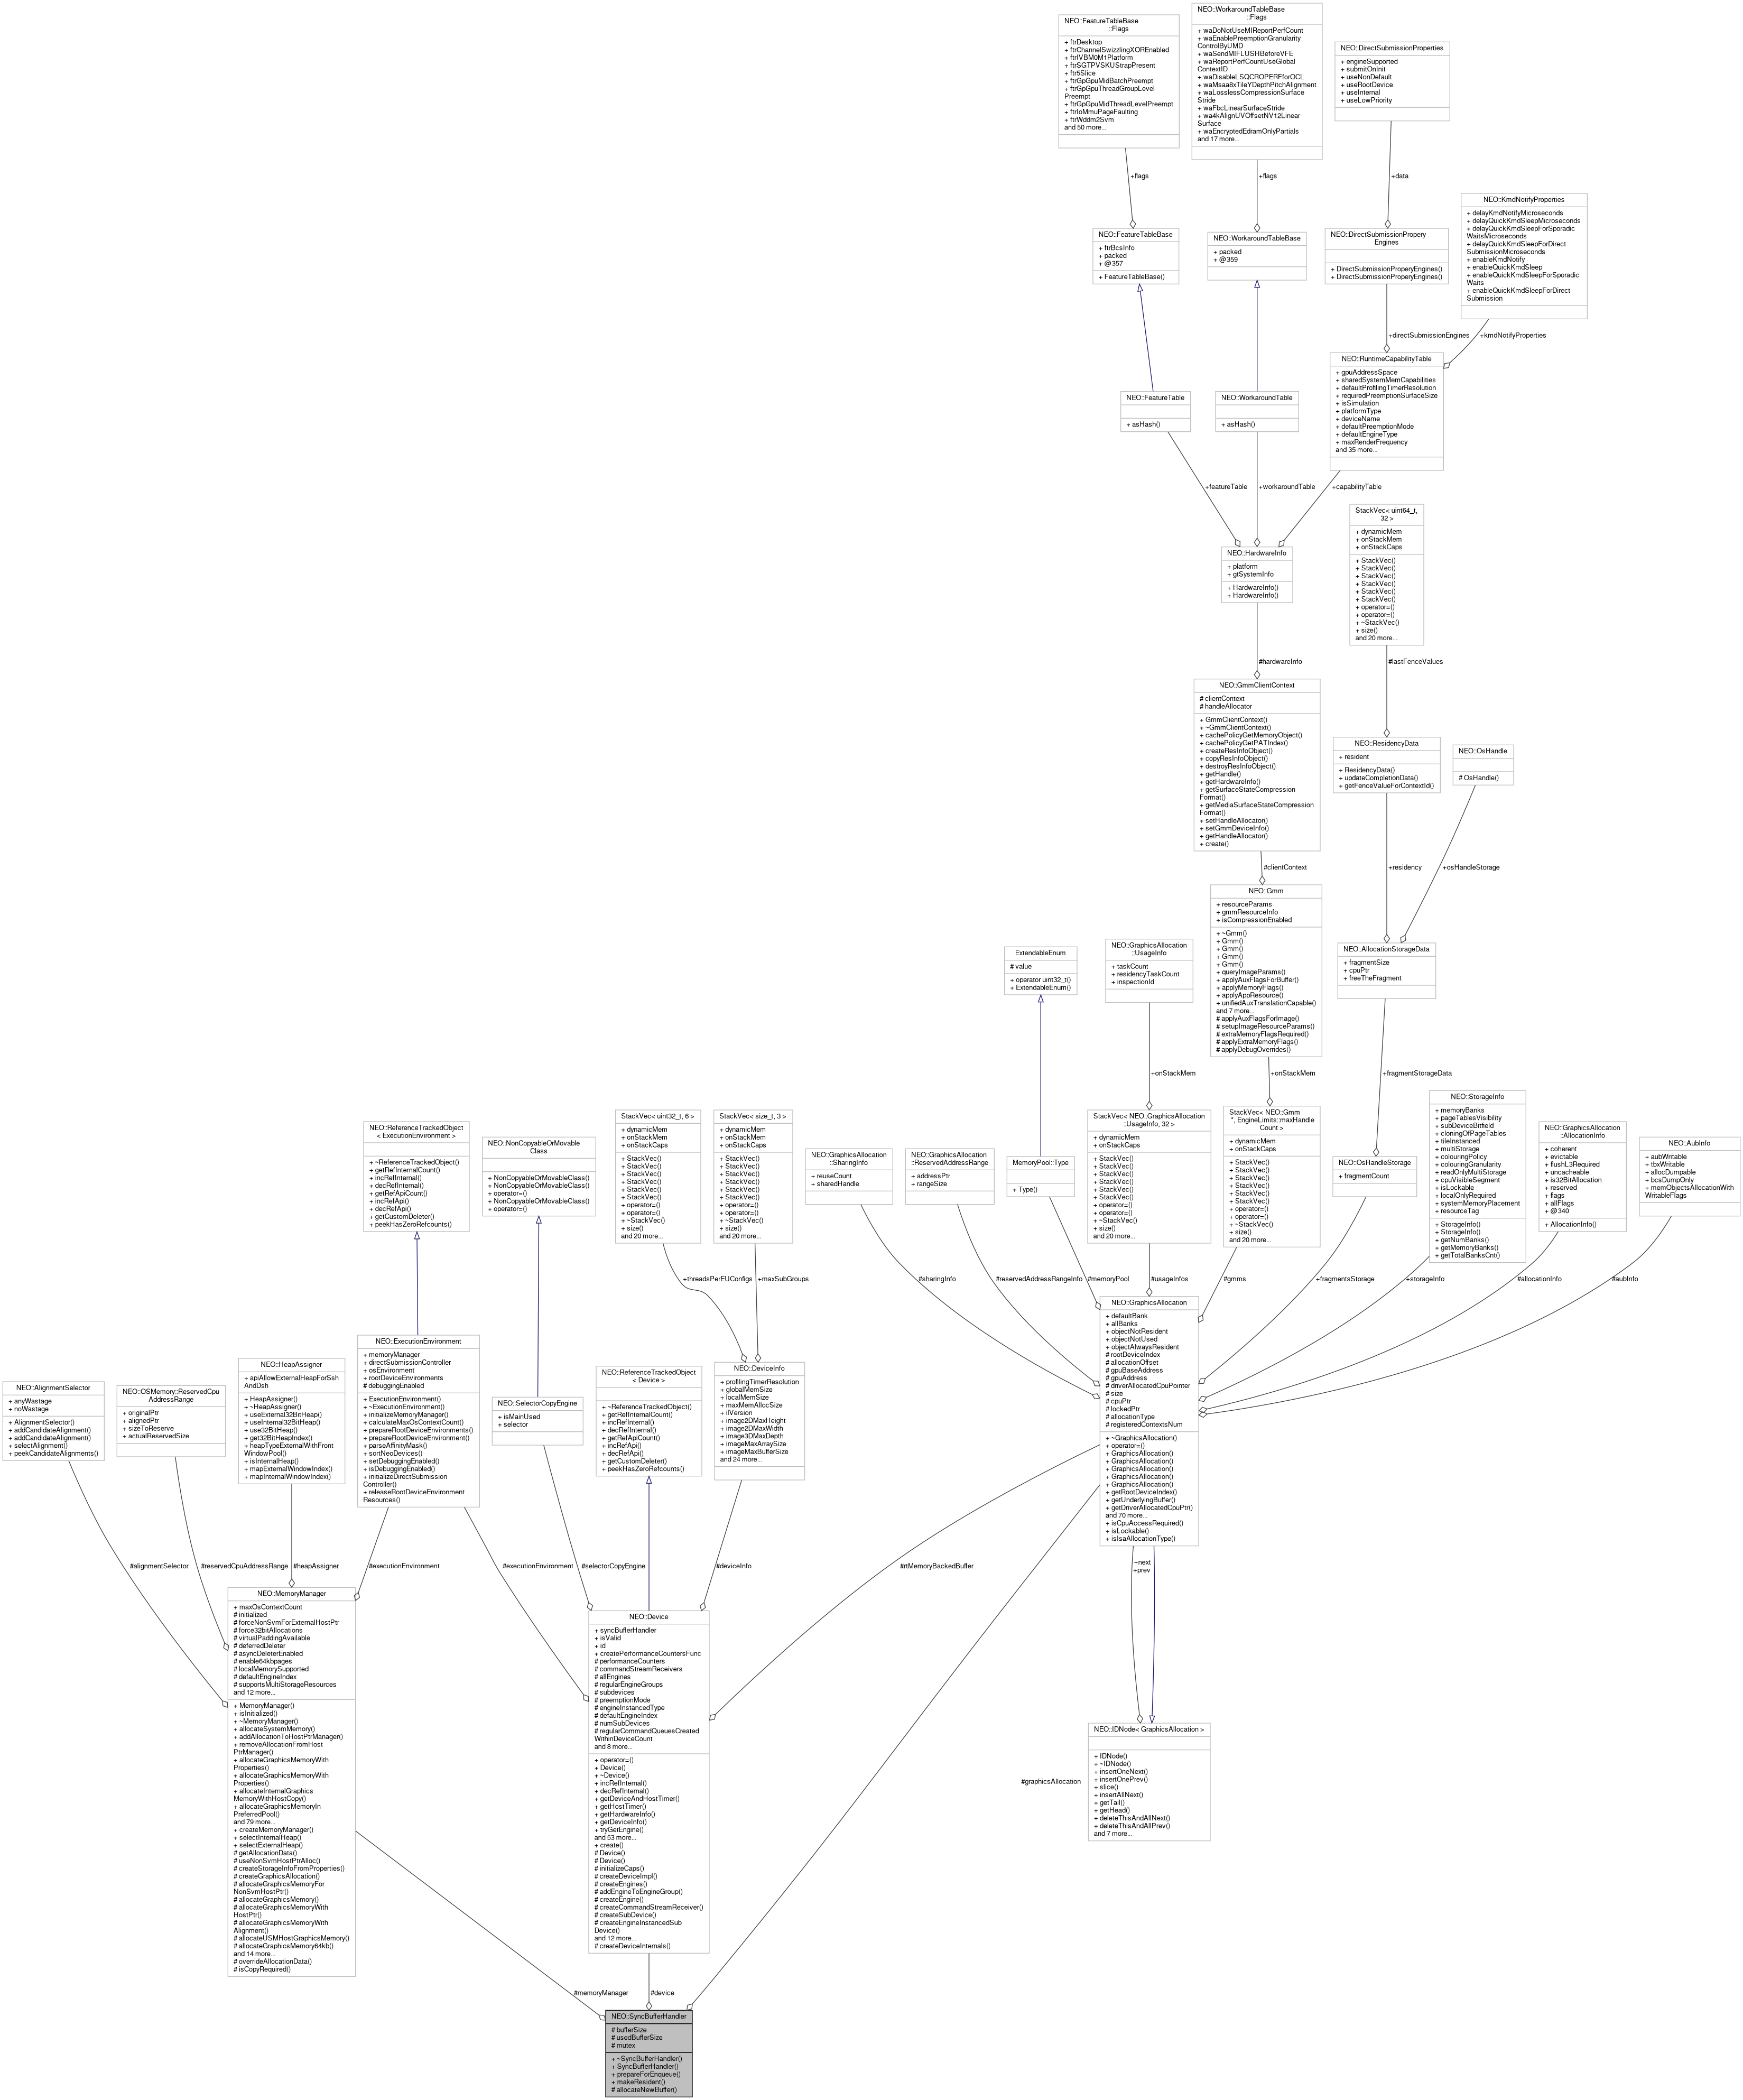 NEO::FeatureTableBase
::Flags
+ ftrDesktop
+ ftrChannelSwizzlingXOREnabled
+ ftrIVBM0M1Platform
+ ftrSGTPVSKUStrapPresent
+ ftr5Slice
+ ftrGpGpuMidBatchPreempt
+ ftrGpGpuThreadGroupLevel
Preempt
+ ftrGpGpuMidThreadLevelPreempt
+ ftrIoMmuPageFaulting
+ ftrWddm2Svm
and 50 more...
NEO::WorkaroundTableBase
::Flags
+ waDoNotUseMIReportPerfCount
+ waEnablePreemptionGranularity
ControlByUMD
+ waSendMIFLUSHBeforeVFE
+ waReportPerfCountUseGlobal
ContextID
+ waDisableLSQCROPERFforOCL
+ waMsaa8xTileYDepthPitchAlignment
+ waLosslessCompressionSurface
Stride
+ waFbcLinearSurfaceStride
+ wa4kAlignUVOffsetNV12Linear
Surface
+ waEncryptedEdramOnlyPartials
and 17 more...
NEO::DirectSubmissionProperties
+ engineSupported
+ submitOnInit
+ useNonDefault
+ useRootDevice
+ useInternal
+ useLowPriority
+flags
+flags
+data
NEO::KmdNotifyProperties
+ delayKmdNotifyMicroseconds
+ delayQuickKmdSleepMicroseconds
+ delayQuickKmdSleepForSporadic
WaitsMicroseconds
+ delayQuickKmdSleepForDirect
SubmissionMicroseconds
+ enableKmdNotify
+ enableQuickKmdSleep
+ enableQuickKmdSleepForSporadic
Waits
+ enableQuickKmdSleepForDirect
Submission
NEO::FeatureTableBase
+ ftrBcsInfo
+ packed
+ @357
+ FeatureTableBase()
NEO::WorkaroundTableBase
+ packed
+ @359
NEO::DirectSubmissionPropery
Engines
+ DirectSubmissionProperyEngines()
+ DirectSubmissionProperyEngines()
+directSubmissionEngines
+kmdNotifyProperties
NEO::RuntimeCapabilityTable
+ gpuAddressSpace
+ sharedSystemMemCapabilities
+ defaultProfilingTimerResolution
+ requiredPreemptionSurfaceSize
+ isSimulation
+ platformType
+ deviceName
+ defaultPreemptionMode
+ defaultEngineType
+ maxRenderFrequency
and 35 more...
NEO::FeatureTable
+ asHash()
NEO::WorkaroundTable
+ asHash()
+featureTable
+workaroundTable
+capabilityTable
NEO::HardwareInfo
+ platform
+ gtSystemInfo
+ HardwareInfo()
+ HardwareInfo()
StackVec< uint64_t,
32 >
+ dynamicMem
+ onStackMem
+ onStackCaps
+ StackVec()
+ StackVec()
+ StackVec()
+ StackVec()
+ StackVec()
+ StackVec()
+ operator=()
+ operator=()
+ ~StackVec()
+ size()
and 20 more...
#hardwareInfo
#lastFenceValues
NEO::GmmClientContext
# clientContext
# handleAllocator
+ GmmClientContext()
+ ~GmmClientContext()
+ cachePolicyGetMemoryObject()
+ cachePolicyGetPATIndex()
+ createResInfoObject()
+ copyResInfoObject()
+ destroyResInfoObject()
+ getHandle()
+ getHardwareInfo()
+ getSurfaceStateCompression
Format()
+ getMediaSurfaceStateCompression
Format()
+ setHandleAllocator()
+ setGmmDeviceInfo()
+ getHandleAllocator()
+ create()
NEO::ResidencyData
+ resident
+ ResidencyData()
+ updateCompletionData()
+ getFenceValueForContextId()
NEO::OsHandle
# OsHandle()
#clientContext
+residency
+osHandleStorage
NEO::Gmm
+ resourceParams
+ gmmResourceInfo
+ isCompressionEnabled
+ ~Gmm()
+ Gmm()
+ Gmm()
+ Gmm()
+ Gmm()
+ queryImageParams()
+ applyAuxFlagsForBuffer()
+ applyMemoryFlags()
+ applyAppResource()
+ unifiedAuxTranslationCapable()
and 7 more...
# applyAuxFlagsForImage()
# setupImageResourceParams()
# extraMemoryFlagsRequired()
# applyExtraMemoryFlags()
# applyDebugOverrides()
NEO::AllocationStorageData
+ fragmentSize
+ cpuPtr
+ freeTheFragment
ExtendableEnum
# value
+ operator uint32_t()
+ ExtendableEnum()
NEO::GraphicsAllocation
::UsageInfo
+ taskCount
+ residencyTaskCount
+ inspectionId
+onStackMem
+onStackMem
+fragmentStorageData
NEO::ReferenceTrackedObject
< ExecutionEnvironment >
+ ~ReferenceTrackedObject()
+ getRefInternalCount()
+ incRefInternal()
+ decRefInternal()
+ getRefApiCount()
+ incRefApi()
+ decRefApi()
+ getCustomDeleter()
+ peekHasZeroRefcounts()
NEO::NonCopyableOrMovable
Class
+ NonCopyableOrMovableClass()
+ NonCopyableOrMovableClass()
+ operator=()
+ NonCopyableOrMovableClass()
+ operator=()
StackVec< uint32_t, 6 >
+ dynamicMem
+ onStackMem
+ onStackCaps
+ StackVec()
+ StackVec()
+ StackVec()
+ StackVec()
+ StackVec()
+ StackVec()
+ operator=()
+ operator=()
+ ~StackVec()
+ size()
and 20 more...
StackVec< size_t, 3 >
+ dynamicMem
+ onStackMem
+ onStackCaps
+ StackVec()
+ StackVec()
+ StackVec()
+ StackVec()
+ StackVec()
+ StackVec()
+ operator=()
+ operator=()
+ ~StackVec()
+ size()
and 20 more...
NEO::GraphicsAllocation
::SharingInfo
+ reuseCount
+ sharedHandle
NEO::GraphicsAllocation
::ReservedAddressRange
+ addressPtr
+ rangeSize
MemoryPool::Type
+ Type()
StackVec< NEO::GraphicsAllocation
::UsageInfo, 32 >
+ dynamicMem
+ onStackMem
+ onStackCaps
+ StackVec()
+ StackVec()
+ StackVec()
+ StackVec()
+ StackVec()
+ StackVec()
+ operator=()
+ operator=()
+ ~StackVec()
+ size()
and 20 more...
StackVec< NEO::Gmm
*, EngineLimits::maxHandle
Count >
+ dynamicMem
+ onStackCaps
+ StackVec()
+ StackVec()
+ StackVec()
+ StackVec()
+ StackVec()
+ StackVec()
+ operator=()
+ operator=()
+ ~StackVec()
+ size()
and 20 more...
NEO::OsHandleStorage
+ fragmentCount
NEO::StorageInfo
+ memoryBanks
+ pageTablesVisibility
+ subDeviceBitfield
+ cloningOfPageTables
+ tileInstanced
+ multiStorage
+ colouringPolicy
+ colouringGranularity
+ readOnlyMultiStorage
+ cpuVisibleSegment
+ isLockable
+ localOnlyRequired
+ systemMemoryPlacement
+ resourceTag
+ StorageInfo()
+ StorageInfo()
+ getNumBanks()
+ getMemoryBanks()
+ getTotalBanksCnt()
NEO::GraphicsAllocation
::AllocationInfo
+ coherent
+ evictable
+ flushL3Required
+ uncacheable
+ is32BitAllocation
+ reserved
+ flags
+ allFlags
+ @340
+ AllocationInfo()
NEO::AubInfo
+ aubWritable
+ tbxWritable
+ allocDumpable
+ bcsDumpOnly
+ memObjectsAllocationWith
WritableFlags
+threadsPerEUConfigs
+maxSubGroups
#sharingInfo
#reservedAddressRangeInfo
#memoryPool
#usageInfos
#gmms
+fragmentsStorage
+storageInfo
#allocationInfo
#aubInfo
NEO::AlignmentSelector
+ anyWastage
+ noWastage
+ AlignmentSelector()
+ addCandidateAlignment()
+ addCandidateAlignment()
+ selectAlignment()
+ peekCandidateAlignments()
NEO::OSMemory::ReservedCpu
AddressRange
+ originalPtr
+ alignedPtr
+ sizeToReserve
+ actualReservedSize
NEO::HeapAssigner
+ apiAllowExternalHeapForSsh
AndDsh
+ HeapAssigner()
+ ~HeapAssigner()
+ useExternal32BitHeap()
+ useInternal32BitHeap()
+ use32BitHeap()
+ get32BitHeapIndex()
+ heapTypeExternalWithFront
WindowPool()
+ isInternalHeap()
+ mapExternalWindowIndex()
+ mapInternalWindowIndex()
NEO::ExecutionEnvironment
+ memoryManager
+ directSubmissionController
+ osEnvironment
+ rootDeviceEnvironments
# debuggingEnabled
+ ExecutionEnvironment()
+ ~ExecutionEnvironment()
+ initializeMemoryManager()
+ calculateMaxOsContextCount()
+ prepareRootDeviceEnvironments()
+ prepareRootDeviceEnvironment()
+ parseAffinityMask()
+ sortNeoDevices()
+ setDebuggingEnabled()
+ isDebuggingEnabled()
+ initializeDirectSubmission
Controller()
+ releaseRootDeviceEnvironment
Resources()
NEO::SelectorCopyEngine
+ isMainUsed
+ selector
NEO::ReferenceTrackedObject
< Device >
+ ~ReferenceTrackedObject()
+ getRefInternalCount()
+ incRefInternal()
+ decRefInternal()
+ getRefApiCount()
+ incRefApi()
+ decRefApi()
+ getCustomDeleter()
+ peekHasZeroRefcounts()
NEO::DeviceInfo
+ profilingTimerResolution
+ globalMemSize
+ localMemSize
+ maxMemAllocSize
+ ilVersion
+ image2DMaxHeight
+ image2DMaxWidth
+ image3DMaxDepth
+ imageMaxArraySize
+ imageMaxBufferSize
and 24 more...
NEO::GraphicsAllocation
+ defaultBank
+ allBanks
+ objectNotResident
+ objectNotUsed
+ objectAlwaysResident
# rootDeviceIndex
# allocationOffset
# gpuBaseAddress
# gpuAddress
# driverAllocatedCpuPointer
# size
# cpuPtr
# lockedPtr
# allocationType
# registeredContextsNum
+ ~GraphicsAllocation()
+ operator=()
+ GraphicsAllocation()
+ GraphicsAllocation()
+ GraphicsAllocation()
+ GraphicsAllocation()
+ GraphicsAllocation()
+ getRootDeviceIndex()
+ getUnderlyingBuffer()
+ getDriverAllocatedCpuPtr()
and 70 more...
+ isCpuAccessRequired()
+ isLockable()
+ isIsaAllocationType()
#alignmentSelector
#reservedCpuAddressRange
#heapAssigner
#executionEnvironment
#executionEnvironment
#selectorCopyEngine
#deviceInfo
#rtMemoryBackedBuffer
+next
+prev
NEO::MemoryManager
+ maxOsContextCount
# initialized
# forceNonSvmForExternalHostPtr
# force32bitAllocations
# virtualPaddingAvailable
# deferredDeleter
# asyncDeleterEnabled
# enable64kbpages
# localMemorySupported
# defaultEngineIndex
# supportsMultiStorageResources
and 12 more...
+ MemoryManager()
+ isInitialized()
+ ~MemoryManager()
+ allocateSystemMemory()
+ addAllocationToHostPtrManager()
+ removeAllocationFromHost
PtrManager()
+ allocateGraphicsMemoryWith
Properties()
+ allocateGraphicsMemoryWith
Properties()
+ allocateInternalGraphics
MemoryWithHostCopy()
+ allocateGraphicsMemoryIn
PreferredPool()
and 79 more...
+ createMemoryManager()
+ selectInternalHeap()
+ selectExternalHeap()
# getAllocationData()
# useNonSvmHostPtrAlloc()
# createStorageInfoFromProperties()
# createGraphicsAllocation()
# allocateGraphicsMemoryFor
NonSvmHostPtr()
# allocateGraphicsMemory()
# allocateGraphicsMemoryWith
HostPtr()
# allocateGraphicsMemoryWith
Alignment()
# allocateUSMHostGraphicsMemory()
# allocateGraphicsMemory64kb()
and 14 more...
# overrideAllocationData()
# isCopyRequired()
NEO::Device
+ syncBufferHandler
+ isValid
+ id
+ createPerformanceCountersFunc
# performanceCounters
# commandStreamReceivers
# allEngines
# regularEngineGroups
# subdevices
# preemptionMode
# engineInstancedType
# defaultEngineIndex
# numSubDevices
# regularCommandQueuesCreated
WithinDeviceCount
and 8 more...
+ operator=()
+ Device()
+ ~Device()
+ incRefInternal()
+ decRefInternal()
+ getDeviceAndHostTimer()
+ getHostTimer()
+ getHardwareInfo()
+ getDeviceInfo()
+ tryGetEngine()
and 53 more...
+ create()
# Device()
# Device()
# initializeCaps()
# createDeviceImpl()
# createEngines()
# addEngineToEngineGroup()
# createEngine()
# createCommandStreamReceiver()
# createSubDevice()
# createEngineInstancedSub
Device()
and 12 more...
# createDeviceInternals()
NEO::IDNode< GraphicsAllocation >
+ IDNode()
+ ~IDNode()
+ insertOneNext()
+ insertOnePrev()
+ slice()
+ insertAllNext()
+ getTail()
+ getHead()
+ deleteThisAndAllNext()
+ deleteThisAndAllPrev()
and 7 more...
#graphicsAllocation
#memoryManager
#device
NEO::SyncBufferHandler
# bufferSize
# usedBufferSize
# mutex
+ ~SyncBufferHandler()
+ SyncBufferHandler()
+ prepareForEnqueue()
+ makeResident()
# allocateNewBuffer()